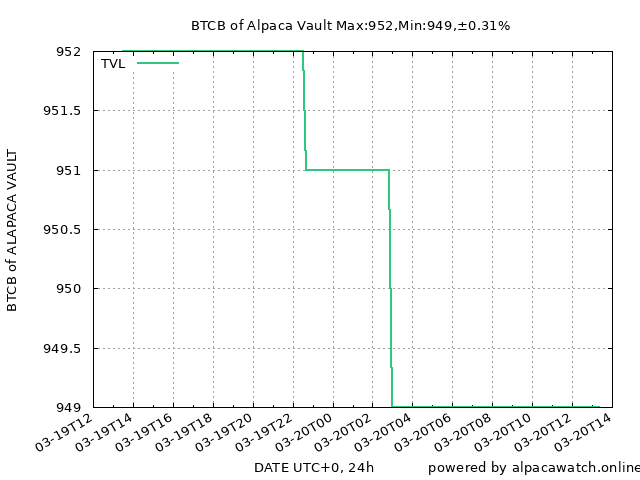 BTCB of Alpaca Vault Max:952,Min:949,±0.31%
TVL
952
951.5
951
950.5
950
949.5
949
BTCB of ALAPACA VAULT
03-19T12
03-19T14
03-19T16
03-19T18
03-19T20
03-19T22
03-20T00
03-20T02
03-20T04
03-20T06
03-20T08
03-20T10
03-20T12
03-20T14
DATE UTC+0, 24h
powered by alpacawatch.online